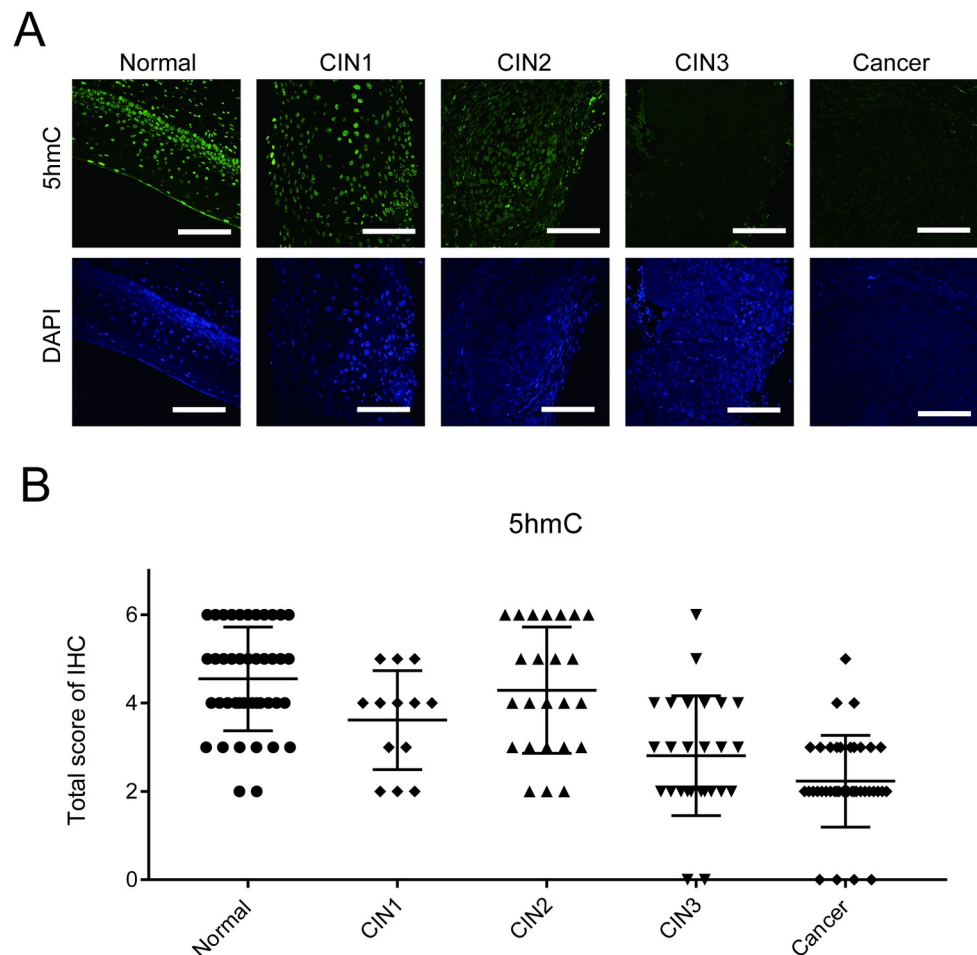 A
Normal CIN1 CIN2 CIN3 Cancer
5hmC
DAPI
B
5hmC
Total score of IHC
6
4
2
0
Normal CIN1 CIN2 CIN3 Cancer